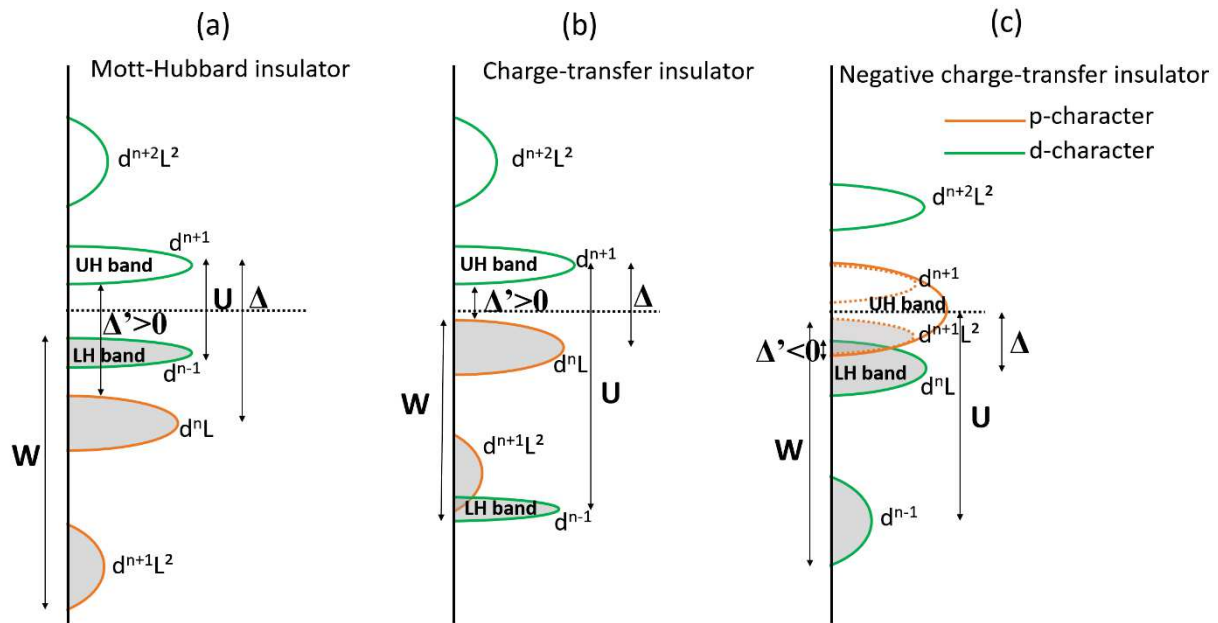 (a)
Mott-Hubbard insulator
dⁿ⁺²L²
dⁿ⁺¹
UH band
U
Δ
Δ’>0
LH band
dⁿ⁻¹
W
dⁿL
dⁿ⁺¹L²
(b)
Charge-transfer insulator
dⁿ⁺²L²
dⁿ⁺¹
UH band
Δ’>0
Δ
dⁿL
U
W
dⁿ⁺¹L²
LH band
dⁿ⁻¹
(c)
Negative charge-transfer insulator
p-character
d-character
dⁿ⁺²L²
dⁿ⁺¹
UH band
dⁿ⁺¹L²
Δ’<0
Δ
LH band
dⁿL
U
W
dⁿ⁻¹